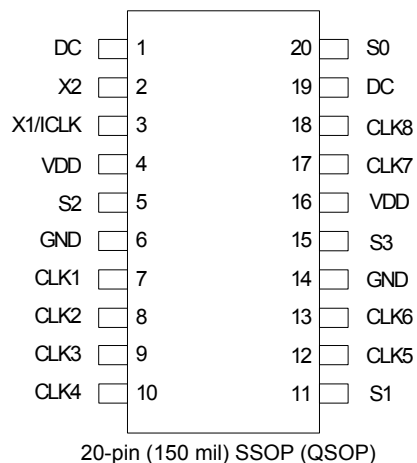 DC 1 20 S0
X2 2 19 DC
X1/ICLK 3 18 CLK8
VDD 4 17 CLK7
S2 5 16 VDD
GND 6 15 S3
CLK1 7 14 GND
CLK2 8 13 CLK6
CLK3 9 12 CLK5
CLK4 10 11 S1
20-pin (150 mil) SSOP (QSOP)